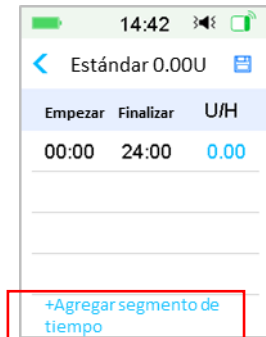 14:42
Estándar 0.00U
Empezar Finalizar U/H
00:00 24:00 0.00
+Agregar segmento de
tiempo